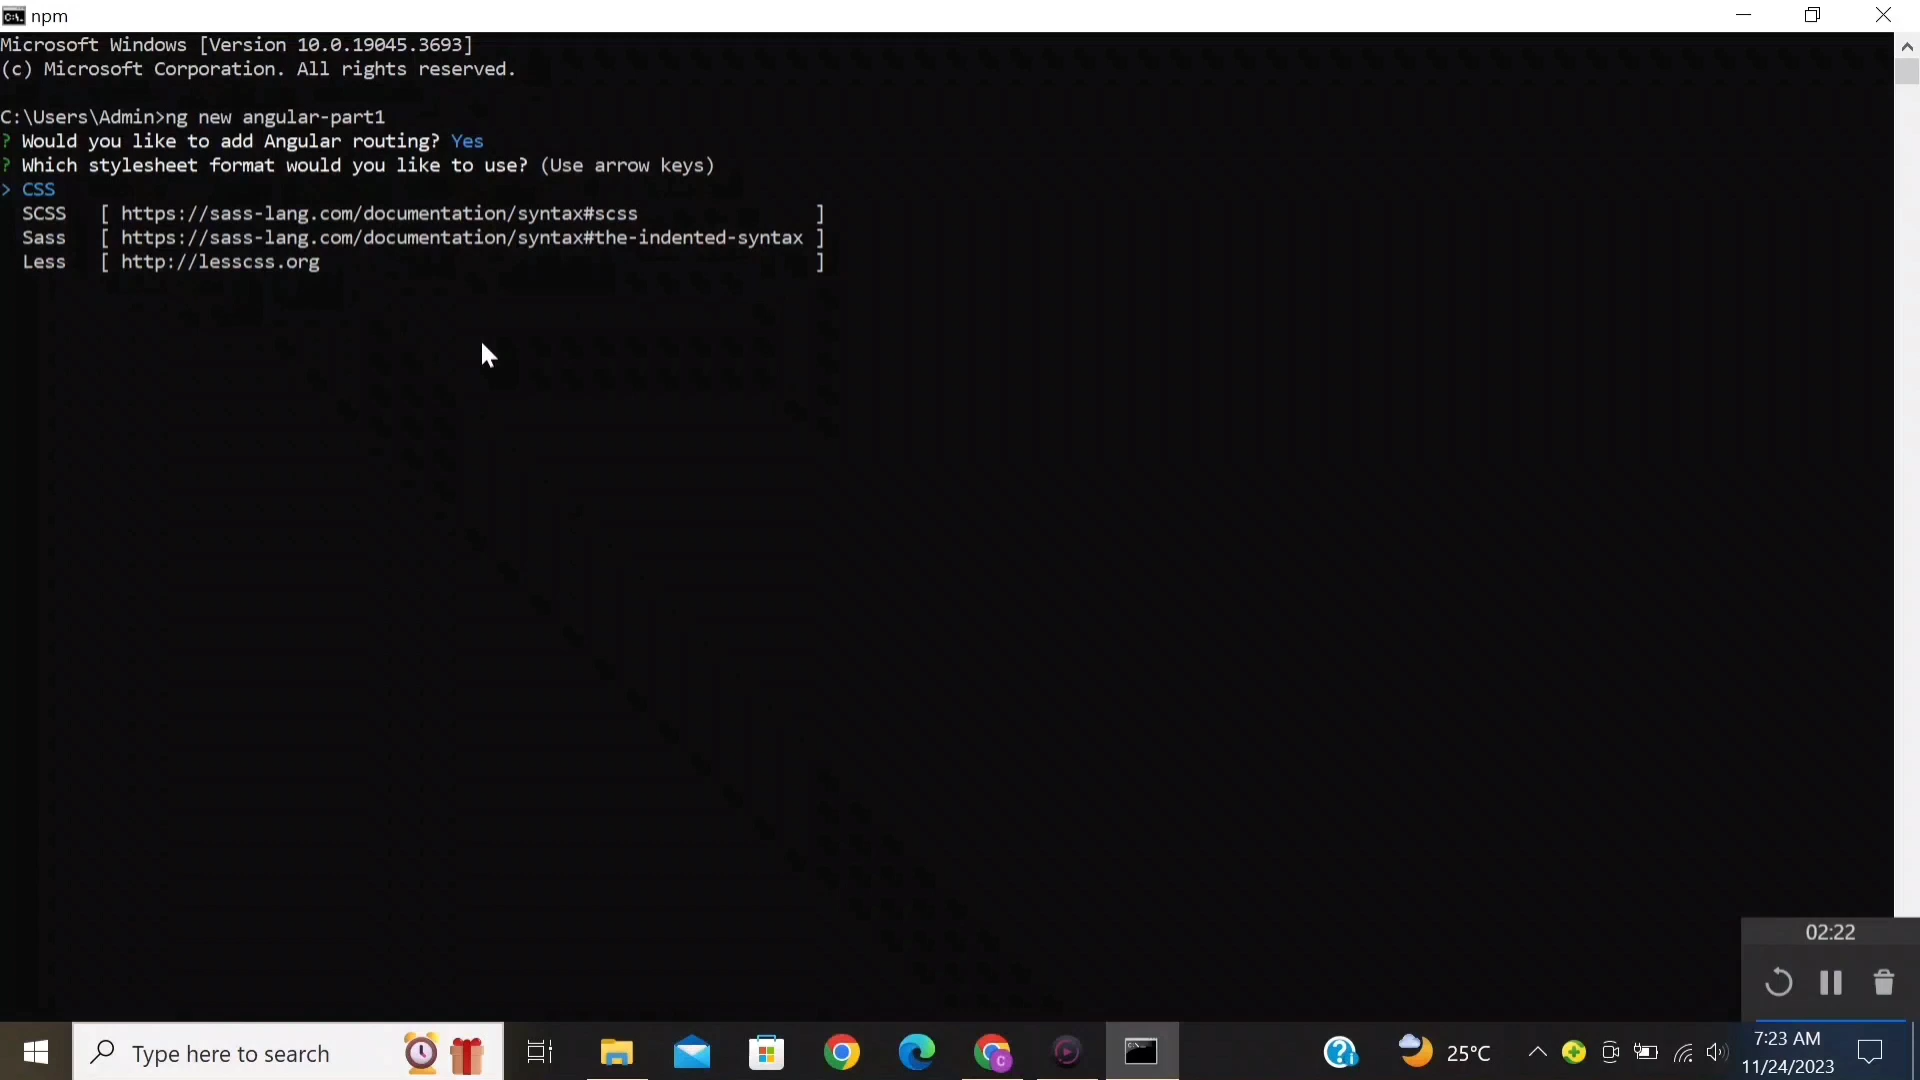 npm
Microsoft Windows [Version 10.0.19045.3693]
(c) Microsoft Corporation. All rights reserved.
C:\Users\Admin>ng new angular-part1
? Would you like to add Angular routing? Yes
? Which stylesheet format would you like to use? (Use arrow keys)
> CSS
SCSS [ https://sass-lang.com/documentation/syntax#scss ]
Sass [ https://sass-lang.com/documentation/syntax#the-indented-syntax ]
Less [ http://lesscss.org ]
02:22
Type here to search
25°C
7:23 AM
11/24/2023